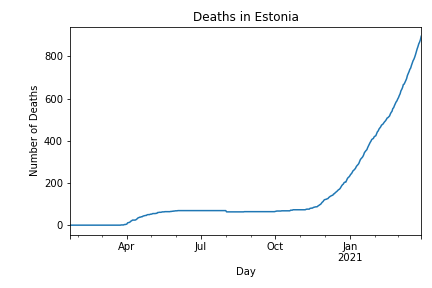 Deaths in Estonia
Number of Deaths
800
600
400
200
0
Apr
Jul
Oct
Jan
2021
Day